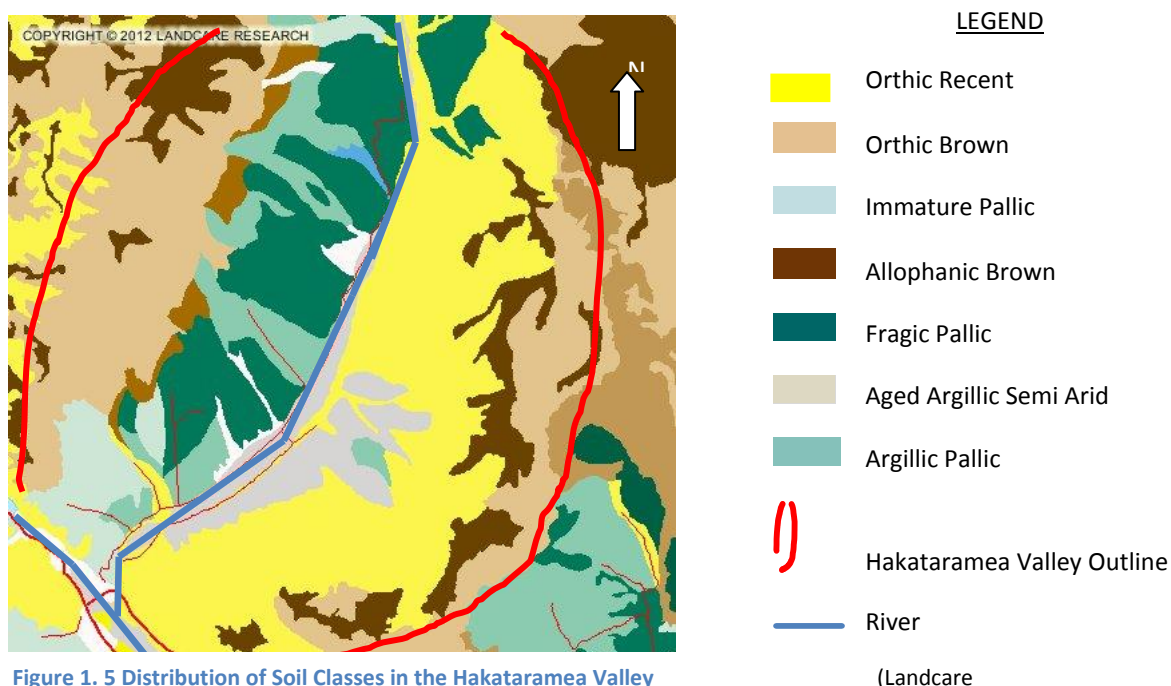 COPYRIGHT © 2012 LANDCARE RESEARCH
N
LEGEND
Orthic Recent
Orthic Brown
Immature Pallic
Allophanic Brown
Fragic Pallic
Aged Argillic Semi Arid
Argillic Pallic
Hakataramea Valley Outline
River
(Landcare
Figure 1. 5 Distribution of Soil Classes in the Hakataramea Valley